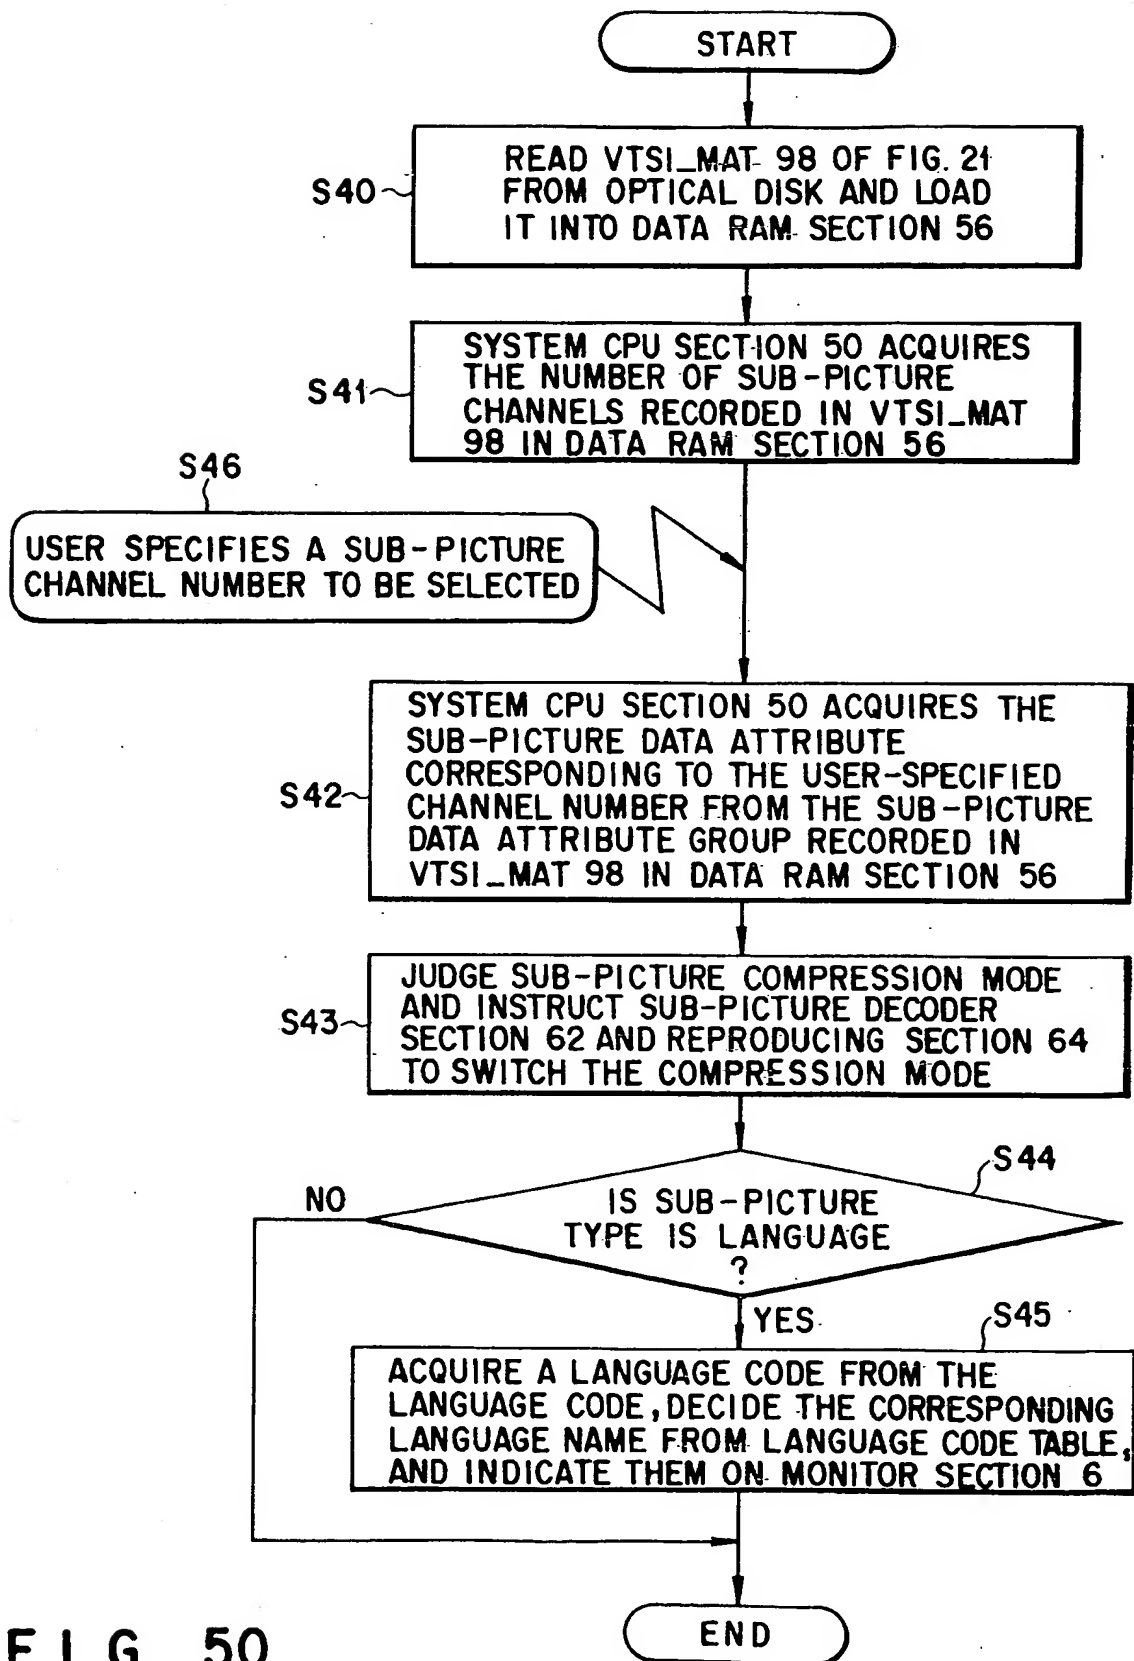 START
S40
READ VTSI_MAT 98 OF FIG. 21
FROM OPTICAL DISK AND LOAD
IT INTO DATA RAM SECTION 56
S41
SYSTEM CPU SECTION 50 ACQUIRES
THE NUMBER OF SUB-PICTURE
CHANNELS RECORDED IN VTSI_MAT
98 IN DATA RAM SECTION 56
S46
USER SPECIFIES A SUB-PICTURE
CHANNEL NUMBER TO BE SELECTED
S42
SYSTEM CPU SECTION 50 ACQUIRES THE
SUB-PICTURE DATA ATTRIBUTE
CORRESPONDING TO THE USER-SPECIFIED
CHANNEL NUMBER FROM THE SUB-PICTURE
DATA ATTRIBUTE GROUP RECORDED IN
VTSI_MAT 98 IN DATA RAM SECTION 56
S43
JUDGE SUB-PICTURE COMPRESSION MODE
AND INSTRUCT SUB-PICTURE DECODER
SECTION 62 AND REPRODUCING SECTION 64
TO SWITCH THE COMPRESSION MODE
S44
NO
IS SUB-PICTURE
TYPE IS LANGUAGE
?
YES
S45
ACQUIRE A LANGUAGE CODE FROM THE
LANGUAGE CODE, DECIDE THE CORRESPONDING
LANGUAGE NAME FROM LANGUAGE CODE TABLE,
AND INDICATE THEM ON MONITOR SECTION 6
END
FIG. 50